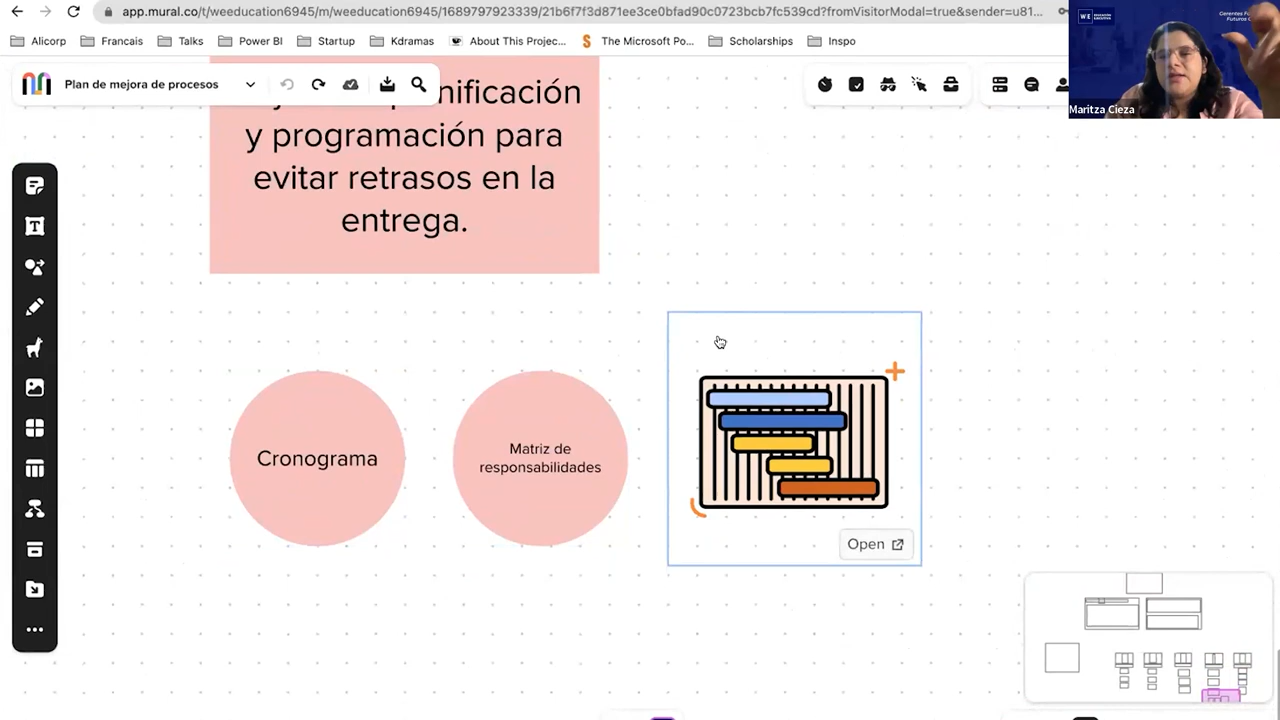 app.mural.co/t/weeducation6945/m/weeducation6945/1689797923339/21b6f7f3d871ee3de0bfad90c0723bcb7fc539cd?fromVisitorModal=true&sender=u81...
Alicorp
Francais
Talks
Power BI
Startup
Kdramas
About This Projec...
S
The Microsoft Po...
Scholarships
Inspo
WE
Maritza Cieza
Plan de mejora de procesos
nificación
y programación para
evitar retrasos en la
entrega.
Cronograma
Matriz de
responsabilidades
Open